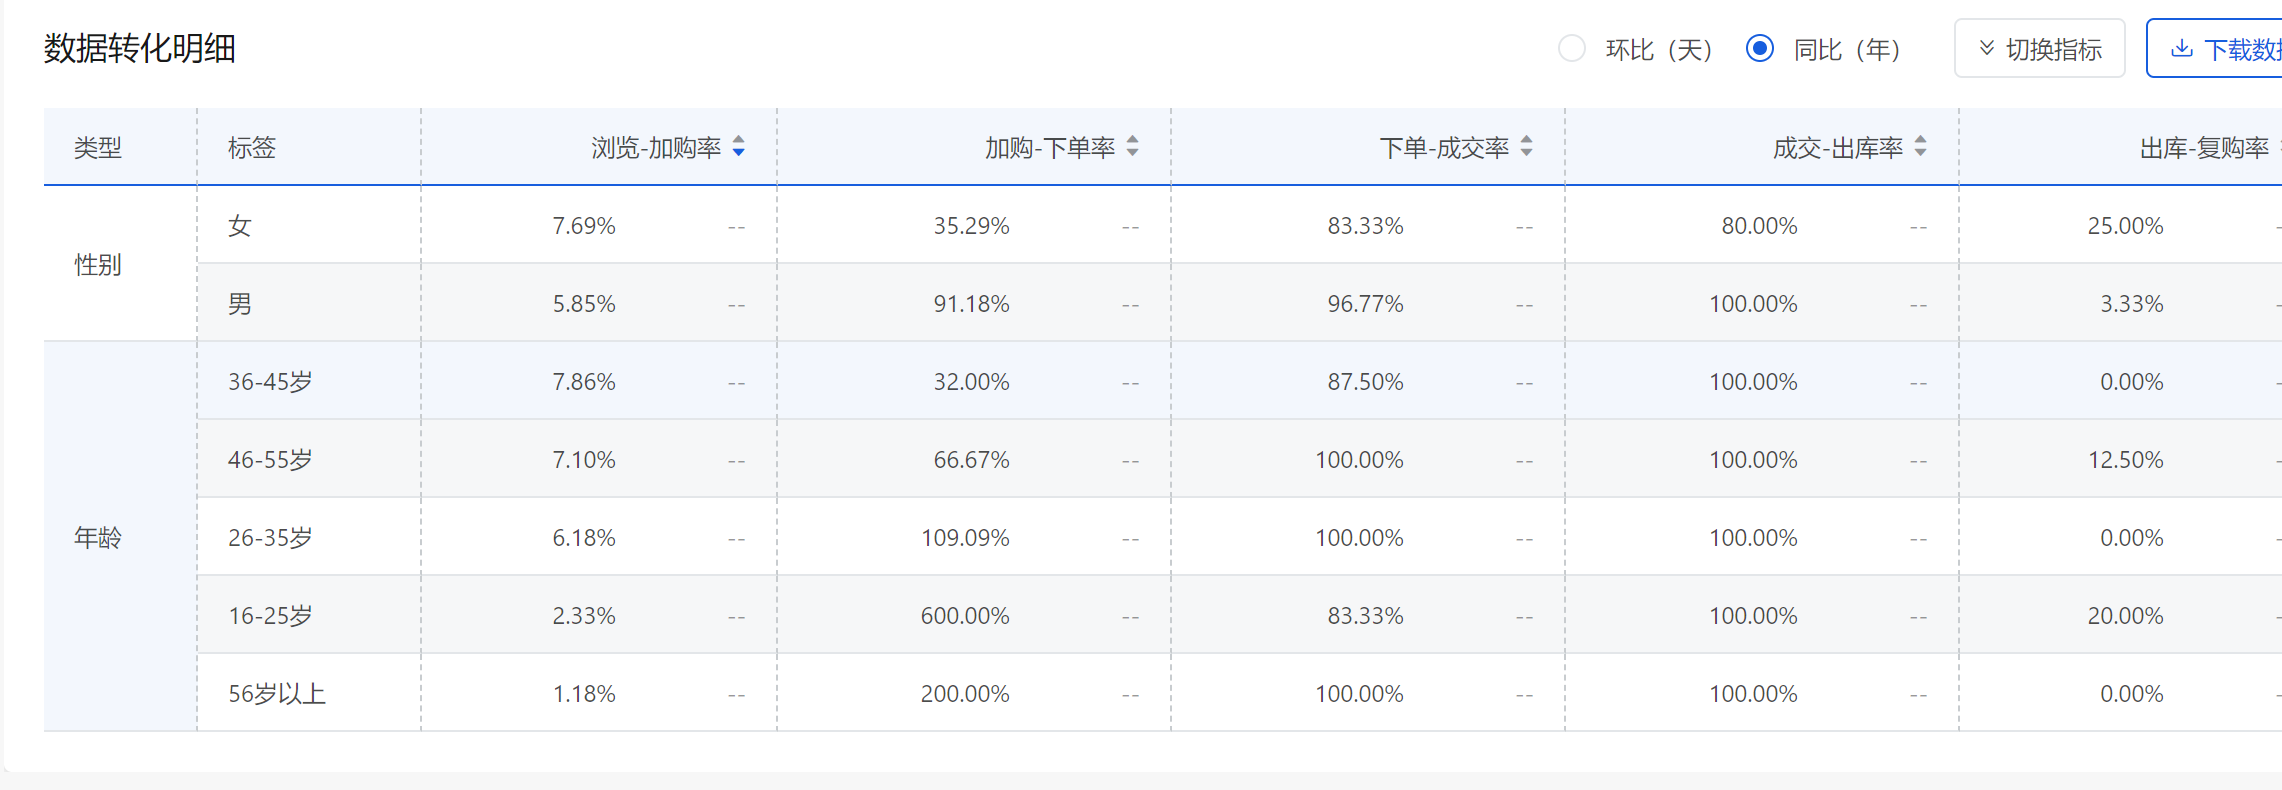 数据转化明细 环比（天） 同比（年） 切换指标 下载数
类型 标签 浏览-加购率 加购-下单率 下单-成交率 成交-出库率 出库-复购率
性别 女 7.69% -- 35.29% -- 83.33% -- 80.00% -- 25.00%
男 5.85% -- 91.18% -- 96.77% -- 100.00% -- 3.33%
年龄 36-45岁 7.86% -- 32.00% -- 87.50% -- 100.00% -- 0.00%
46-55岁 7.10% -- 66.67% -- 100.00% -- 100.00% -- 12.50%
26-35岁 6.18% -- 109.09% -- 100.00% -- 100.00% -- 0.00%
16-25岁 2.33% -- 600.00% -- 83.33% -- 100.00% -- 20.00%
56岁以上 1.18% -- 200.00% -- 100.00% -- 100.00% -- 0.00%